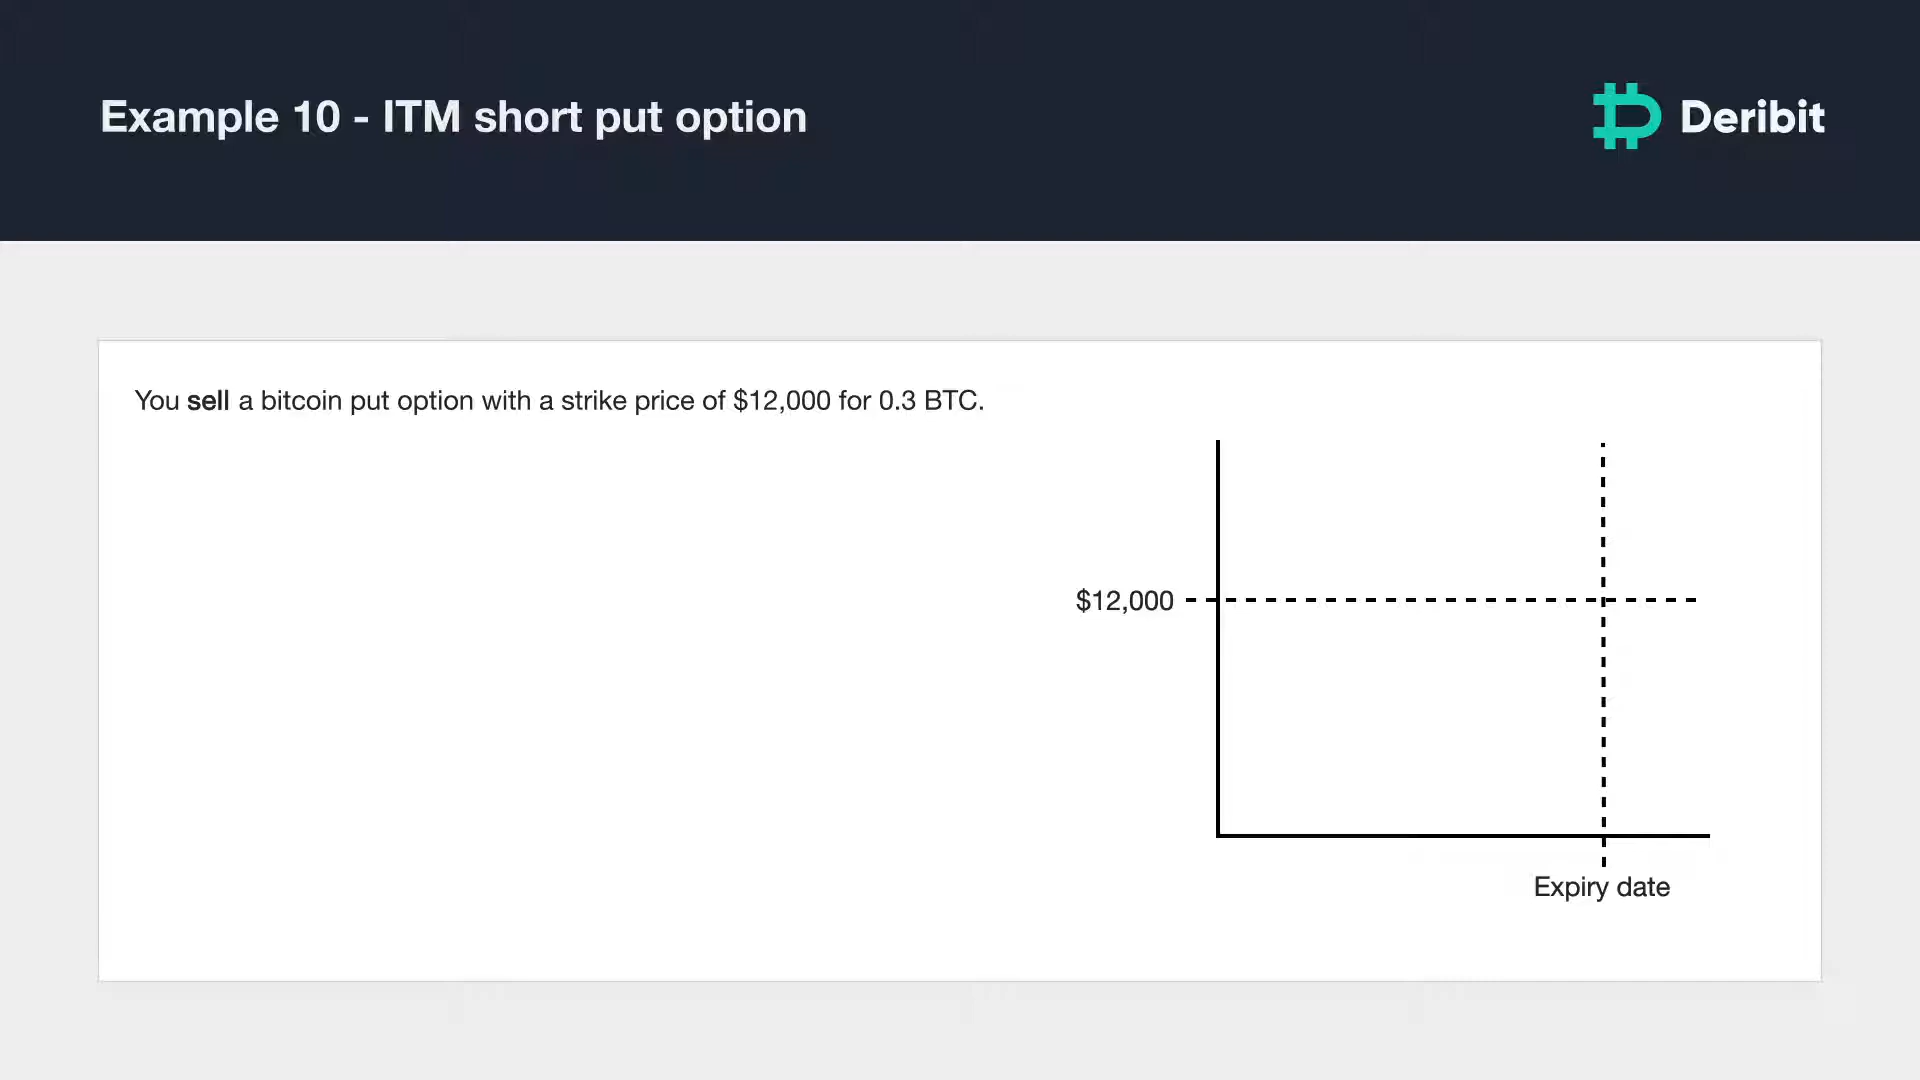 Example 10 - ITM short put option
Deribit
You sell a bitcoin put option with a strike price of $12,000 for 0.3 BTC.
$12,000
Expiry date